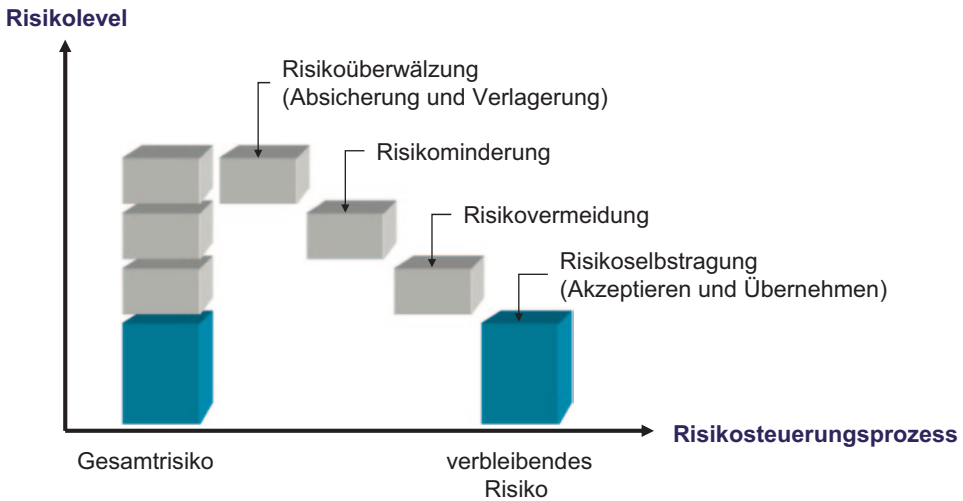 Risikolevel
Risikoüberwälzung
(Absicherung und Verlagerung)
Risikominderung
Risikovermeidung
Risikoselbstragung
(Akzeptieren und Übernehmen)
Risikosteuerungsprozess
Gesamtrisiko
verbleibendes
Risiko